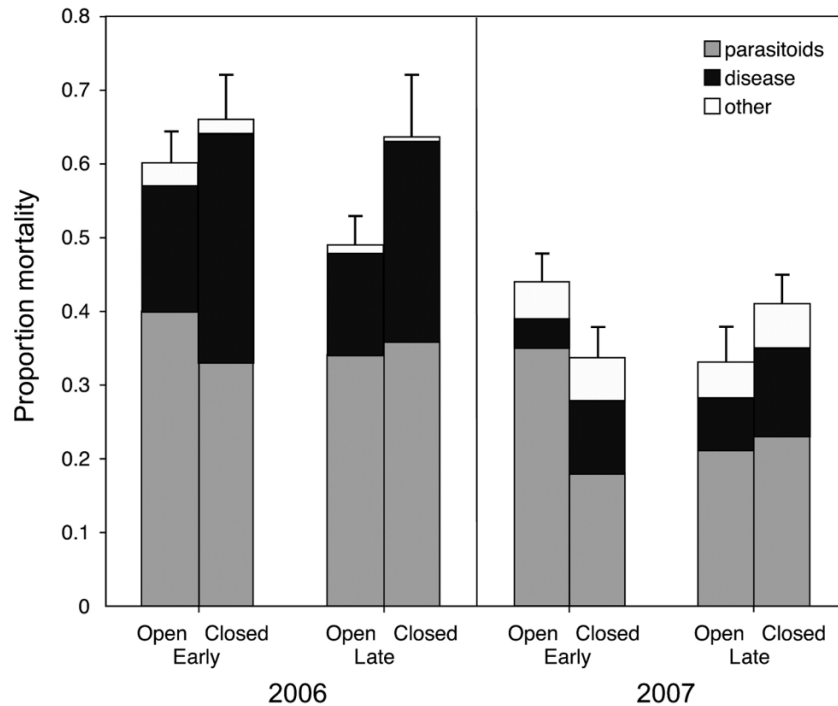 0.8
0.7
0.6
0.5
0.4
0.3
0.2
0.1
0
Proportion mortality
parasitoids
disease
other
Open Closed Open Closed Open Closed Open Closed
Early Late Early Late
2006 2007